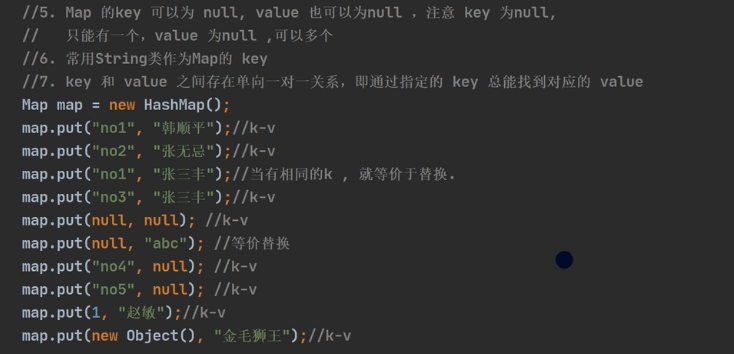 //5. Map 的key 可以为 null, value 也可以为null ，注意 key 为null,
//   只能有一个，value 为null ,可以多个
//6. 常用String类作为Map的 key
//7. key 和 value 之间存在单向一对一关系，即通过指定的 key 总能找到对应的 value
Map map = new HashMap();
map.put("no1", "韩顺平");//k-v
map.put("no2", "张无忌");//k-v
map.put("no1", "张三丰");//当有相同的k , 就等价于替换.
map.put("no3", "张三丰");//k-v
map.put(null, null); //k-v
map.put(null, "abc"); //等价替换
map.put("no4", null); //k-v
map.put("no5", null); //k-v
map.put(1, "赵敏");//k-v
map.put(new Object(), "金毛狮王");//k-v